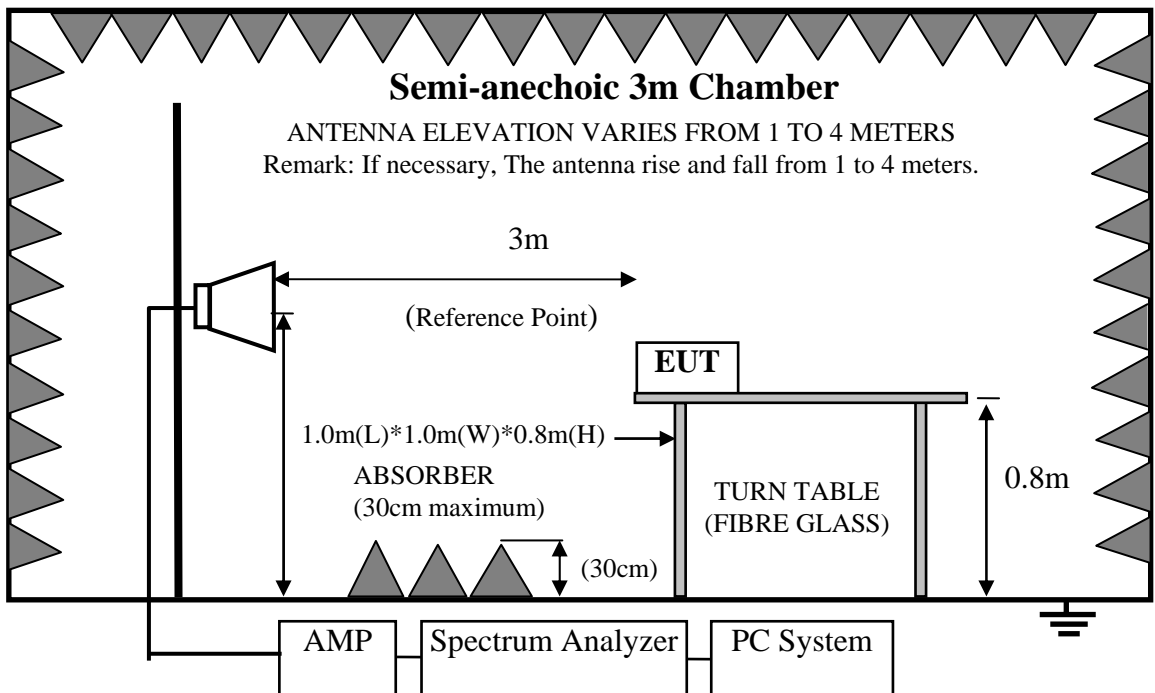 Semi-anechoic 3m Chamber
ANTENNA ELEVATION VARIES FROM 1 TO 4 METERS
Remark: If necessary, The antenna rise and fall from 1 to 4 meters.
3m
(Reference Point)
EUT
1.0m(L)*1.0m(W)*0.8m(H)
ABSORBER
(30cm maximum)
TURN TABLE
(FIBRE GLASS)
0.8m
(30cm)
AMP
Spectrum Analyzer
PC System